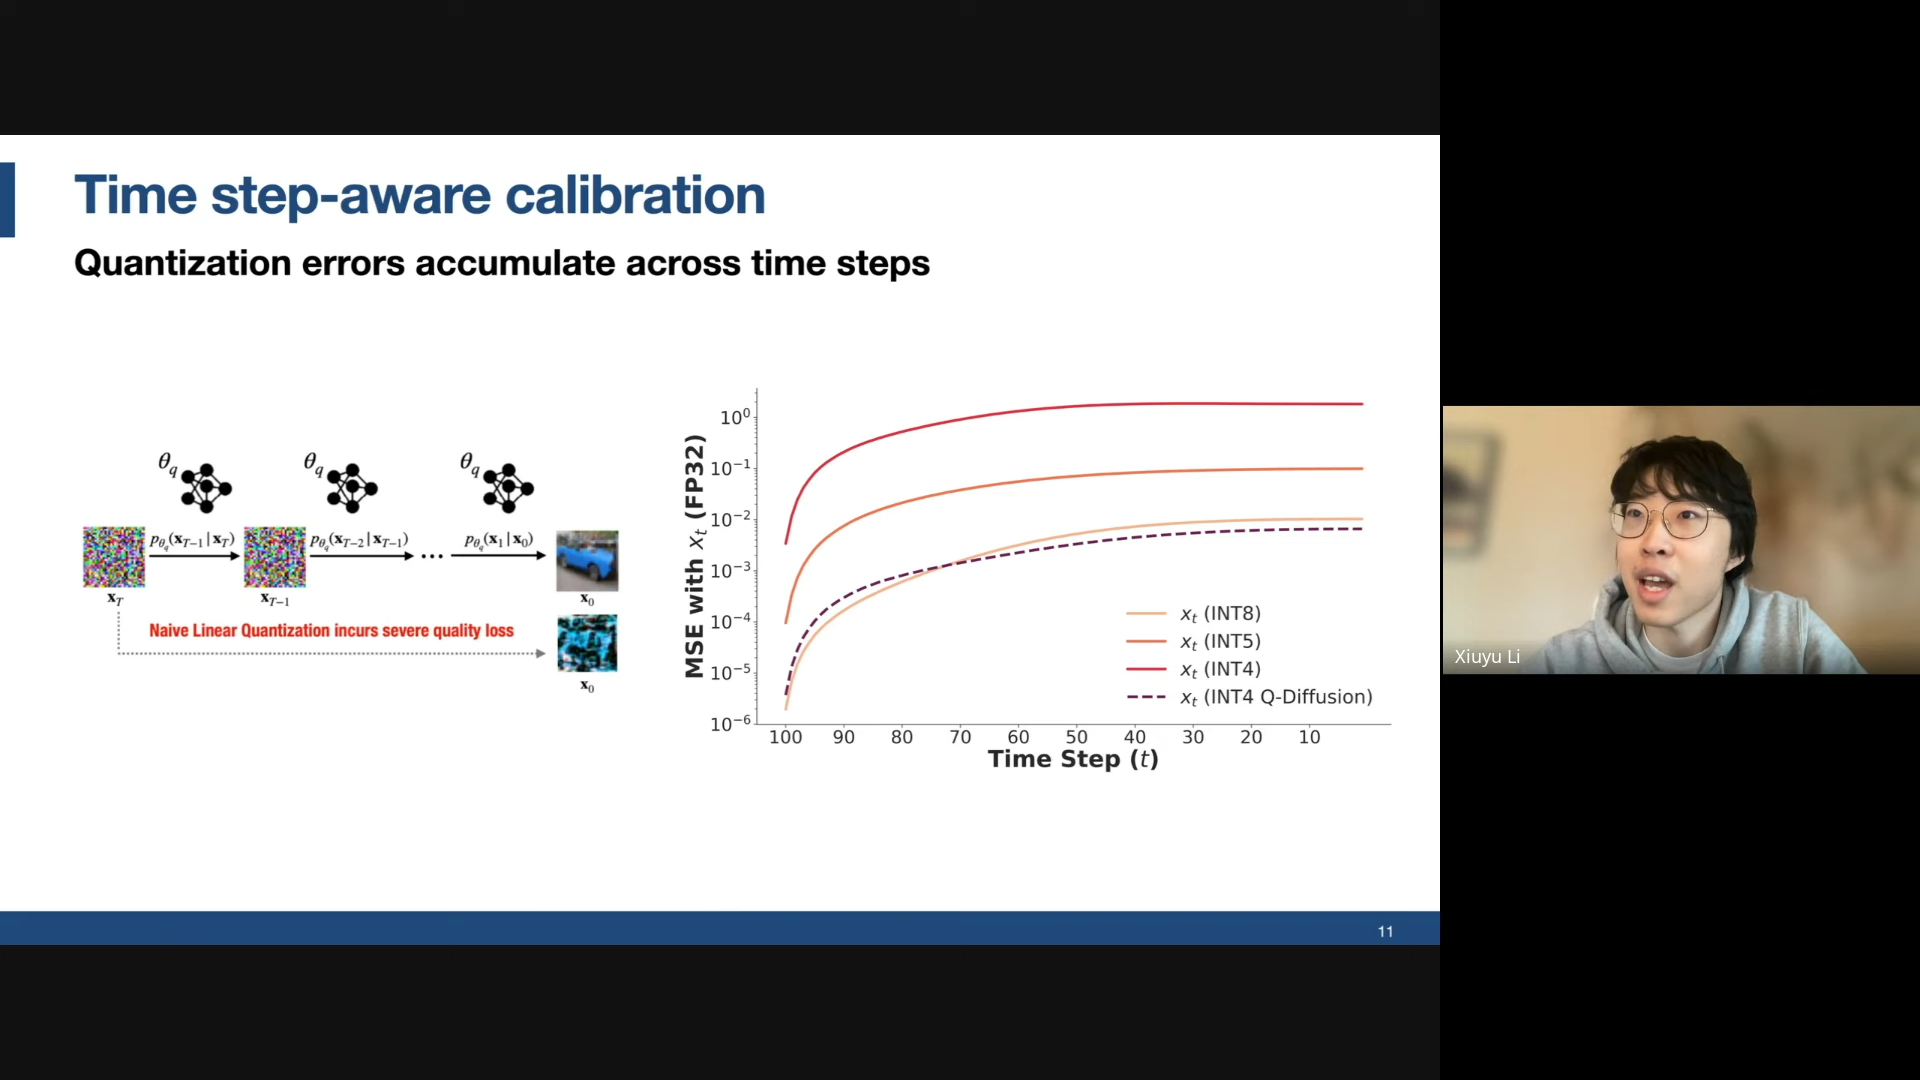 Time step-aware calibration
Quantization errors accumulate across time steps
θq
θq
θq
pθq(xT−1|xT)
pθq(xT−2|xT−1)
...
pθq(x1|x0)
xT
xT−1
x0
Naive Linear Quantization incurs severe quality loss
x0
MSE with xt (FP32)
10⁰
10⁻¹
10⁻²
10⁻³
10⁻⁴
10⁻⁵
10⁻⁶
xt (INT8)
xt (INT5)
xt (INT4)
xt (INT4 Q-Diffusion)
100 90 80 70 60 50 40 30 20 10
Time Step (t)
11
Xiuyu Li